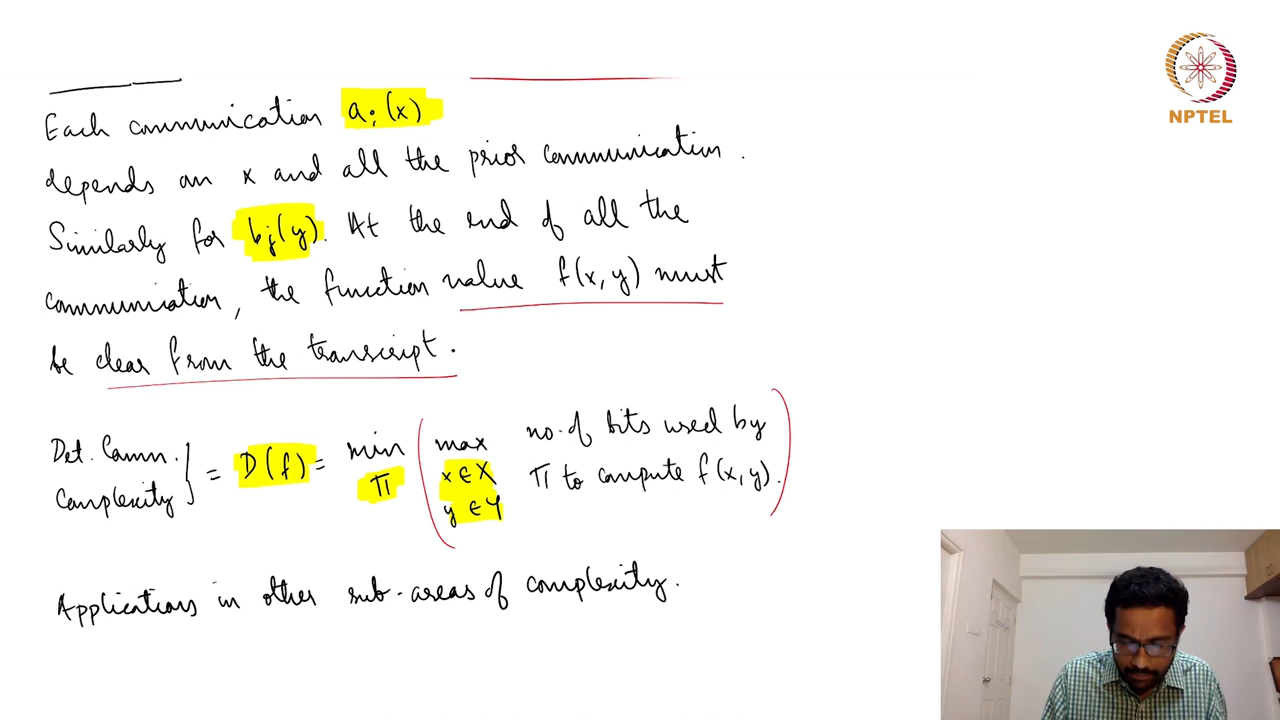 NPTEL
Each communication aᵢ(x)
depends on x and all the prior communication.
Similarly for bⱼ(y). At the end of all the
communication, the function value f(x, y) must
be clear from the transcript.
Det. Comm. Complexity } = D(f) = min Π ( max x ∈ X y ∈ Y no. of bits used by Π to compute f(x, y). )
Applications in other sub-areas of complexity.